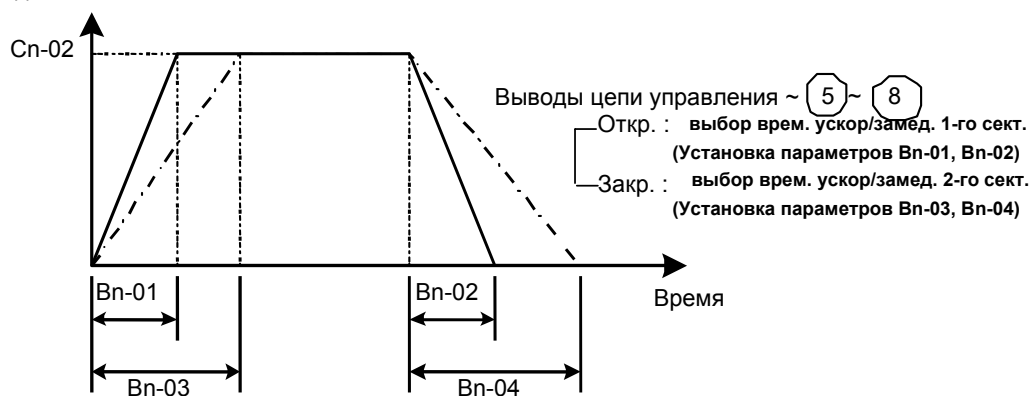 Cn-02
Выводы цепи управления ~ 5 ~ 8
Откр. : выбор врем. ускор/замед. 1-го сект.
(Установка параметров Bn-01, Bn-02)
Закр. : выбор врем. ускор/замед. 2-го сект.
(Установка параметров Bn-03, Bn-04)
Bn-01
Bn-02
Время
Bn-03
Bn-04